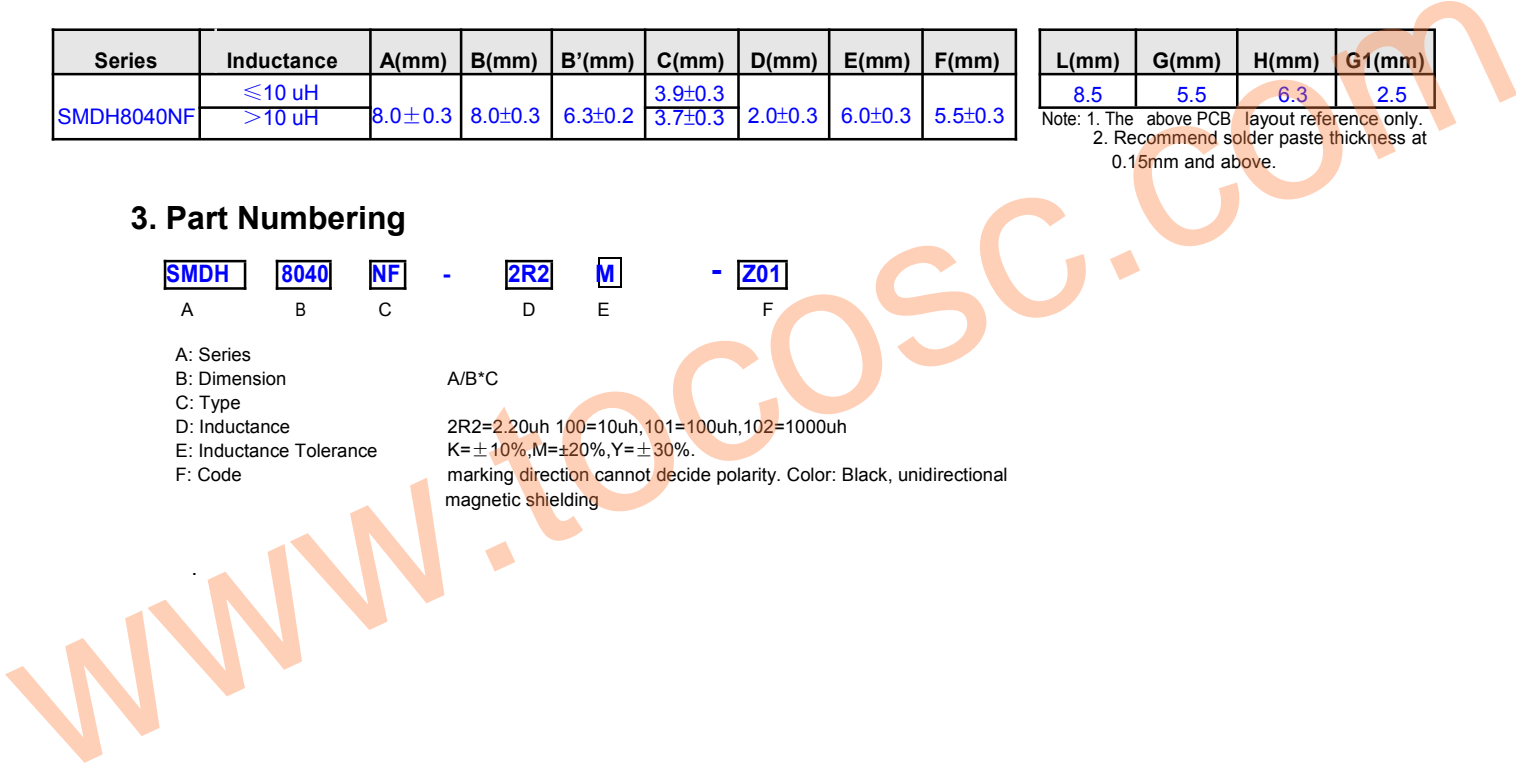 Series Inductance A(mm) B(mm) B’(mm) C(mm) D(mm) E(mm) F(mm)
SMDH8040NF ≤10 uH 8.0±0.3 8.0±0.3 6.3±0.2 3.9±0.3 2.0±0.3 6.0±0.3 5.5±0.3
>10 uH 3.7±0.3
L(mm) G(mm) H(mm) G1(mm)
8.5 5.5 6.3 2.5
Note: 1. The above PCB layout reference only.
2. Recommend solder paste thickness at
0.15mm and above.
3. Part Numbering
SMDH 8040 NF - 2R2 M - Z01
A B C D E F
A: Series
B: Dimension A/B*C
C: Type
D: Inductance 2R2=2.20uh 100=10uh,101=100uh,102=1000uh
E: Inductance Tolerance K=±10%,M=±20%,Y=±30%.
F: Code marking direction cannot decide polarity. Color: Black, unidirectional
magnetic shielding
.
www.tocosc.com